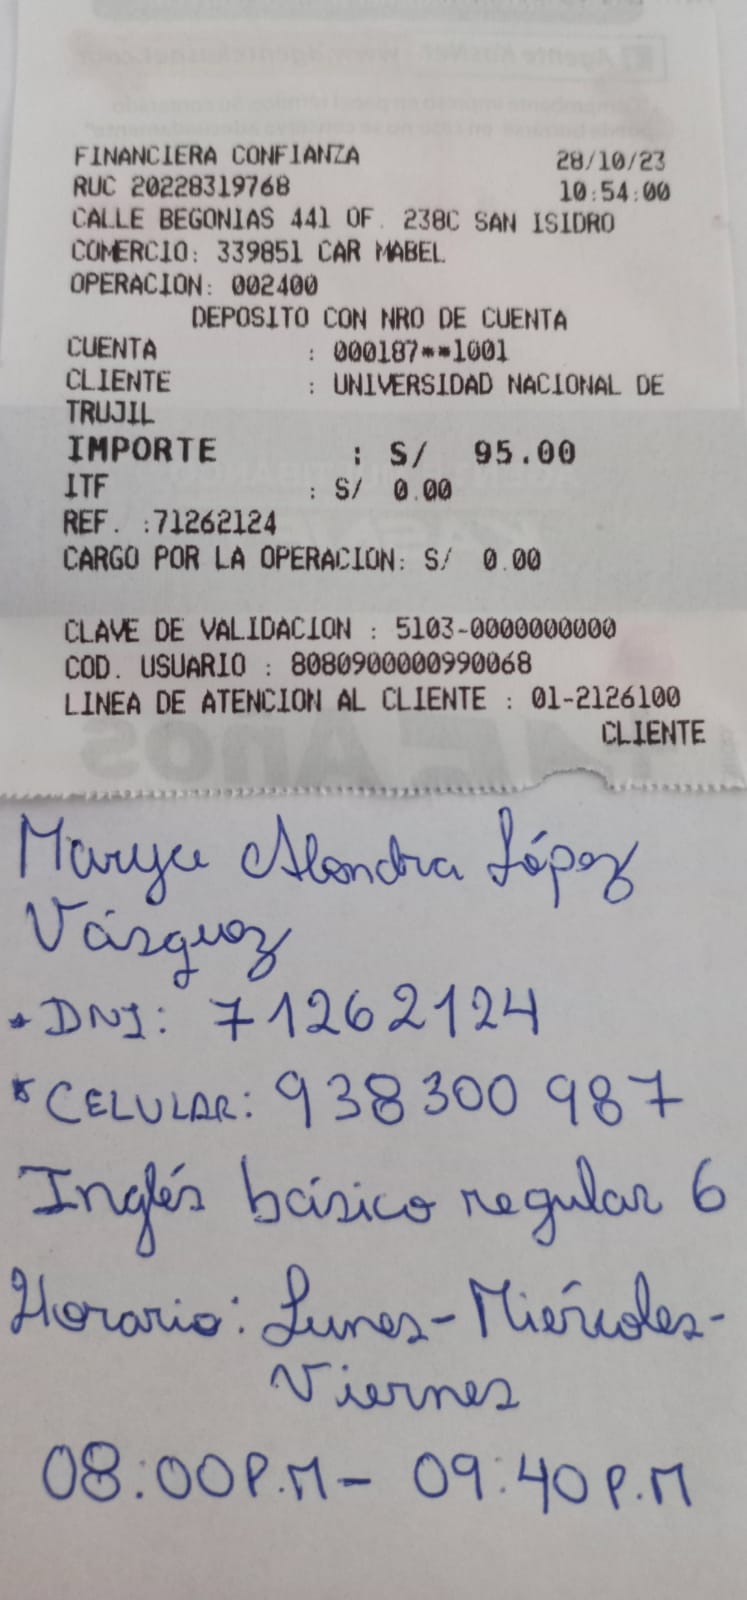 FINANCIERA CONFIANZA 28/10/23
RUC 20228319768 10:54:00
CALLE BEGONIAS 441 OF. 238C SAN ISIDRO
COMERCIO: 339851 CAR MABEL
OPERACION: 002400
DEPOSITO CON NRO DE CUENTA
CUENTA : 000187**1001
CLIENTE : UNIVERSIDAD NACIONAL DE
TRUJIL
IMPORTE : S/ 95.00
ITF : S/ 0.00
REF. :71262124
CARGO POR LA OPERACION: S/ 0.00
CLAVE DE VALIDACION : 5103-0000000000
COD. USUARIO : 8080900000990068
LINEA DE ATENCION AL CLIENTE : 01-2126100
CLIENTE
Marya Alondra López
Vásquez
* DNI: 71262124
* CELULAR: 938300987
Inglés básico regular 6
Horario: Lunes-Miércoles-
Viernes
08:00P.M- 09:40P.M